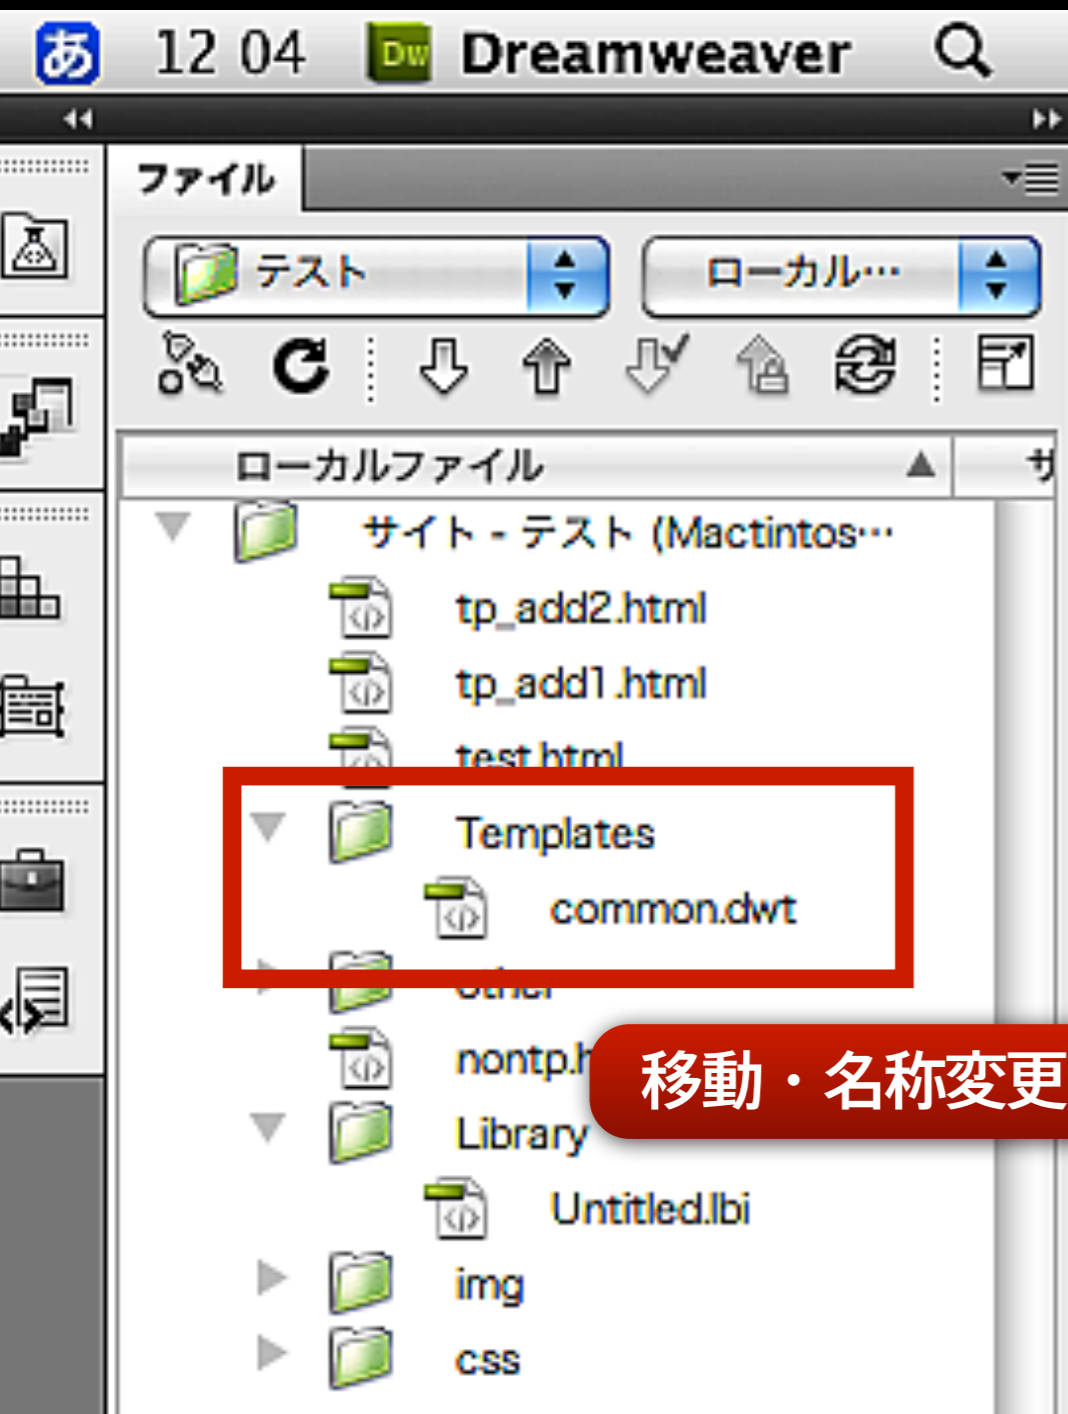 あ 12 04 Dw Dreamweaver
ファイル
テスト ローカル…
ローカルファイル サ
サイト - テスト (Mactintos…
tp_add2.html
tp_add1.html
test.html
Templates
common.dwt
other
nontp.h
移動・名称変更
Library
Untitled.lbi
img
css